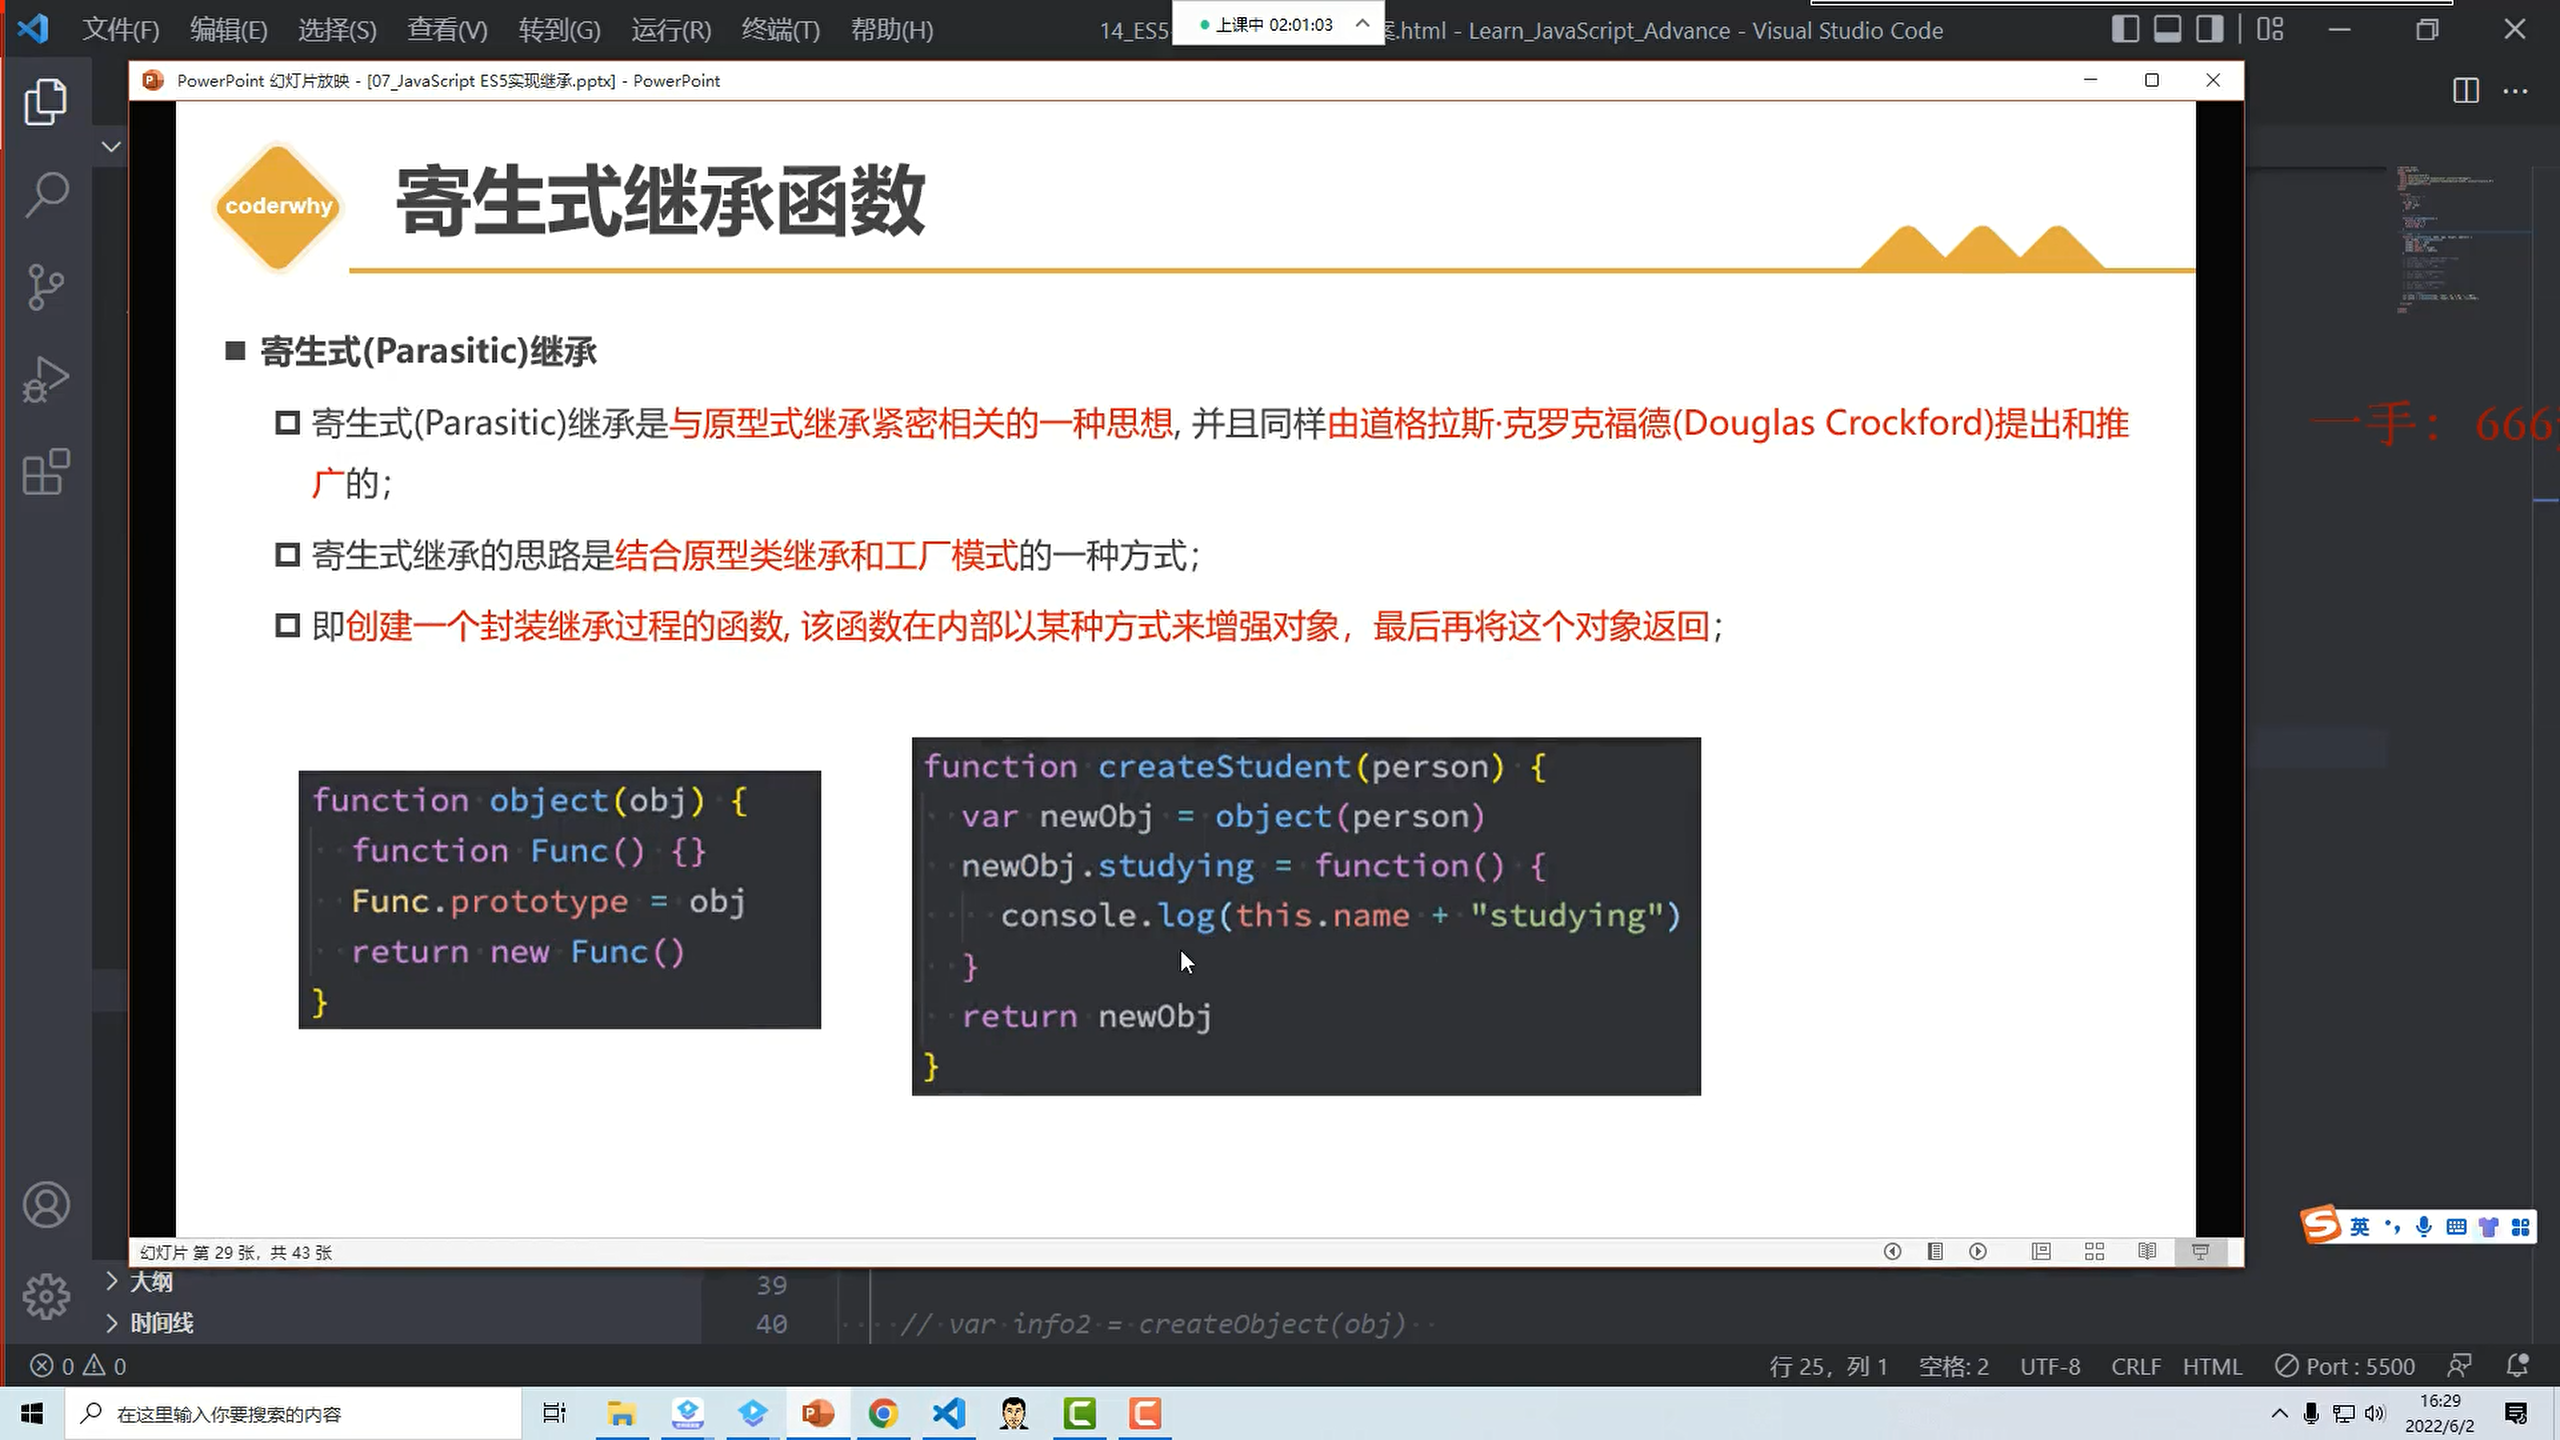 文件(F) 编辑(E) 选择(S) 查看(V) 转到(G) 运行(R) 终端(T) 帮助(H)
14_ES5
上课中 02:01:03
.html - Learn_JavaScript_Advance - Visual Studio Code
PowerPoint 幻灯片放映 - [07_JavaScript ES5实现继承.pptx] - PowerPoint
coderwhy
寄生式继承函数
寄生式(Parasitic)继承
寄生式(Parasitic)继承是与原型式继承紧密相关的一种思想, 并且同样由道格拉斯·克罗克福德(Douglas Crockford)提出和推
广的;
寄生式继承的思路是结合原型类继承和工厂模式的一种方式;
即创建一个封装继承过程的函数, 该函数在内部以某种方式来增强对象，最后再将这个对象返回;
function object(obj) {
function Func() {}
Func.prototype = obj
return new Func()
}
function createStudent(person) {
var newObj = object(person)
newObj.studying = function() {
console.log(this.name + "studying")
}
return newObj
}
一手：666
英
幻灯片 第 29 张，共 43 张
大纲
时间线
39
40 // var info2 = createObject(obj)
0 0
行 25，列 1 空格: 2 UTF-8 CRLF HTML Port : 5500
在这里输入你要搜索的内容
16:29
2022/6/2